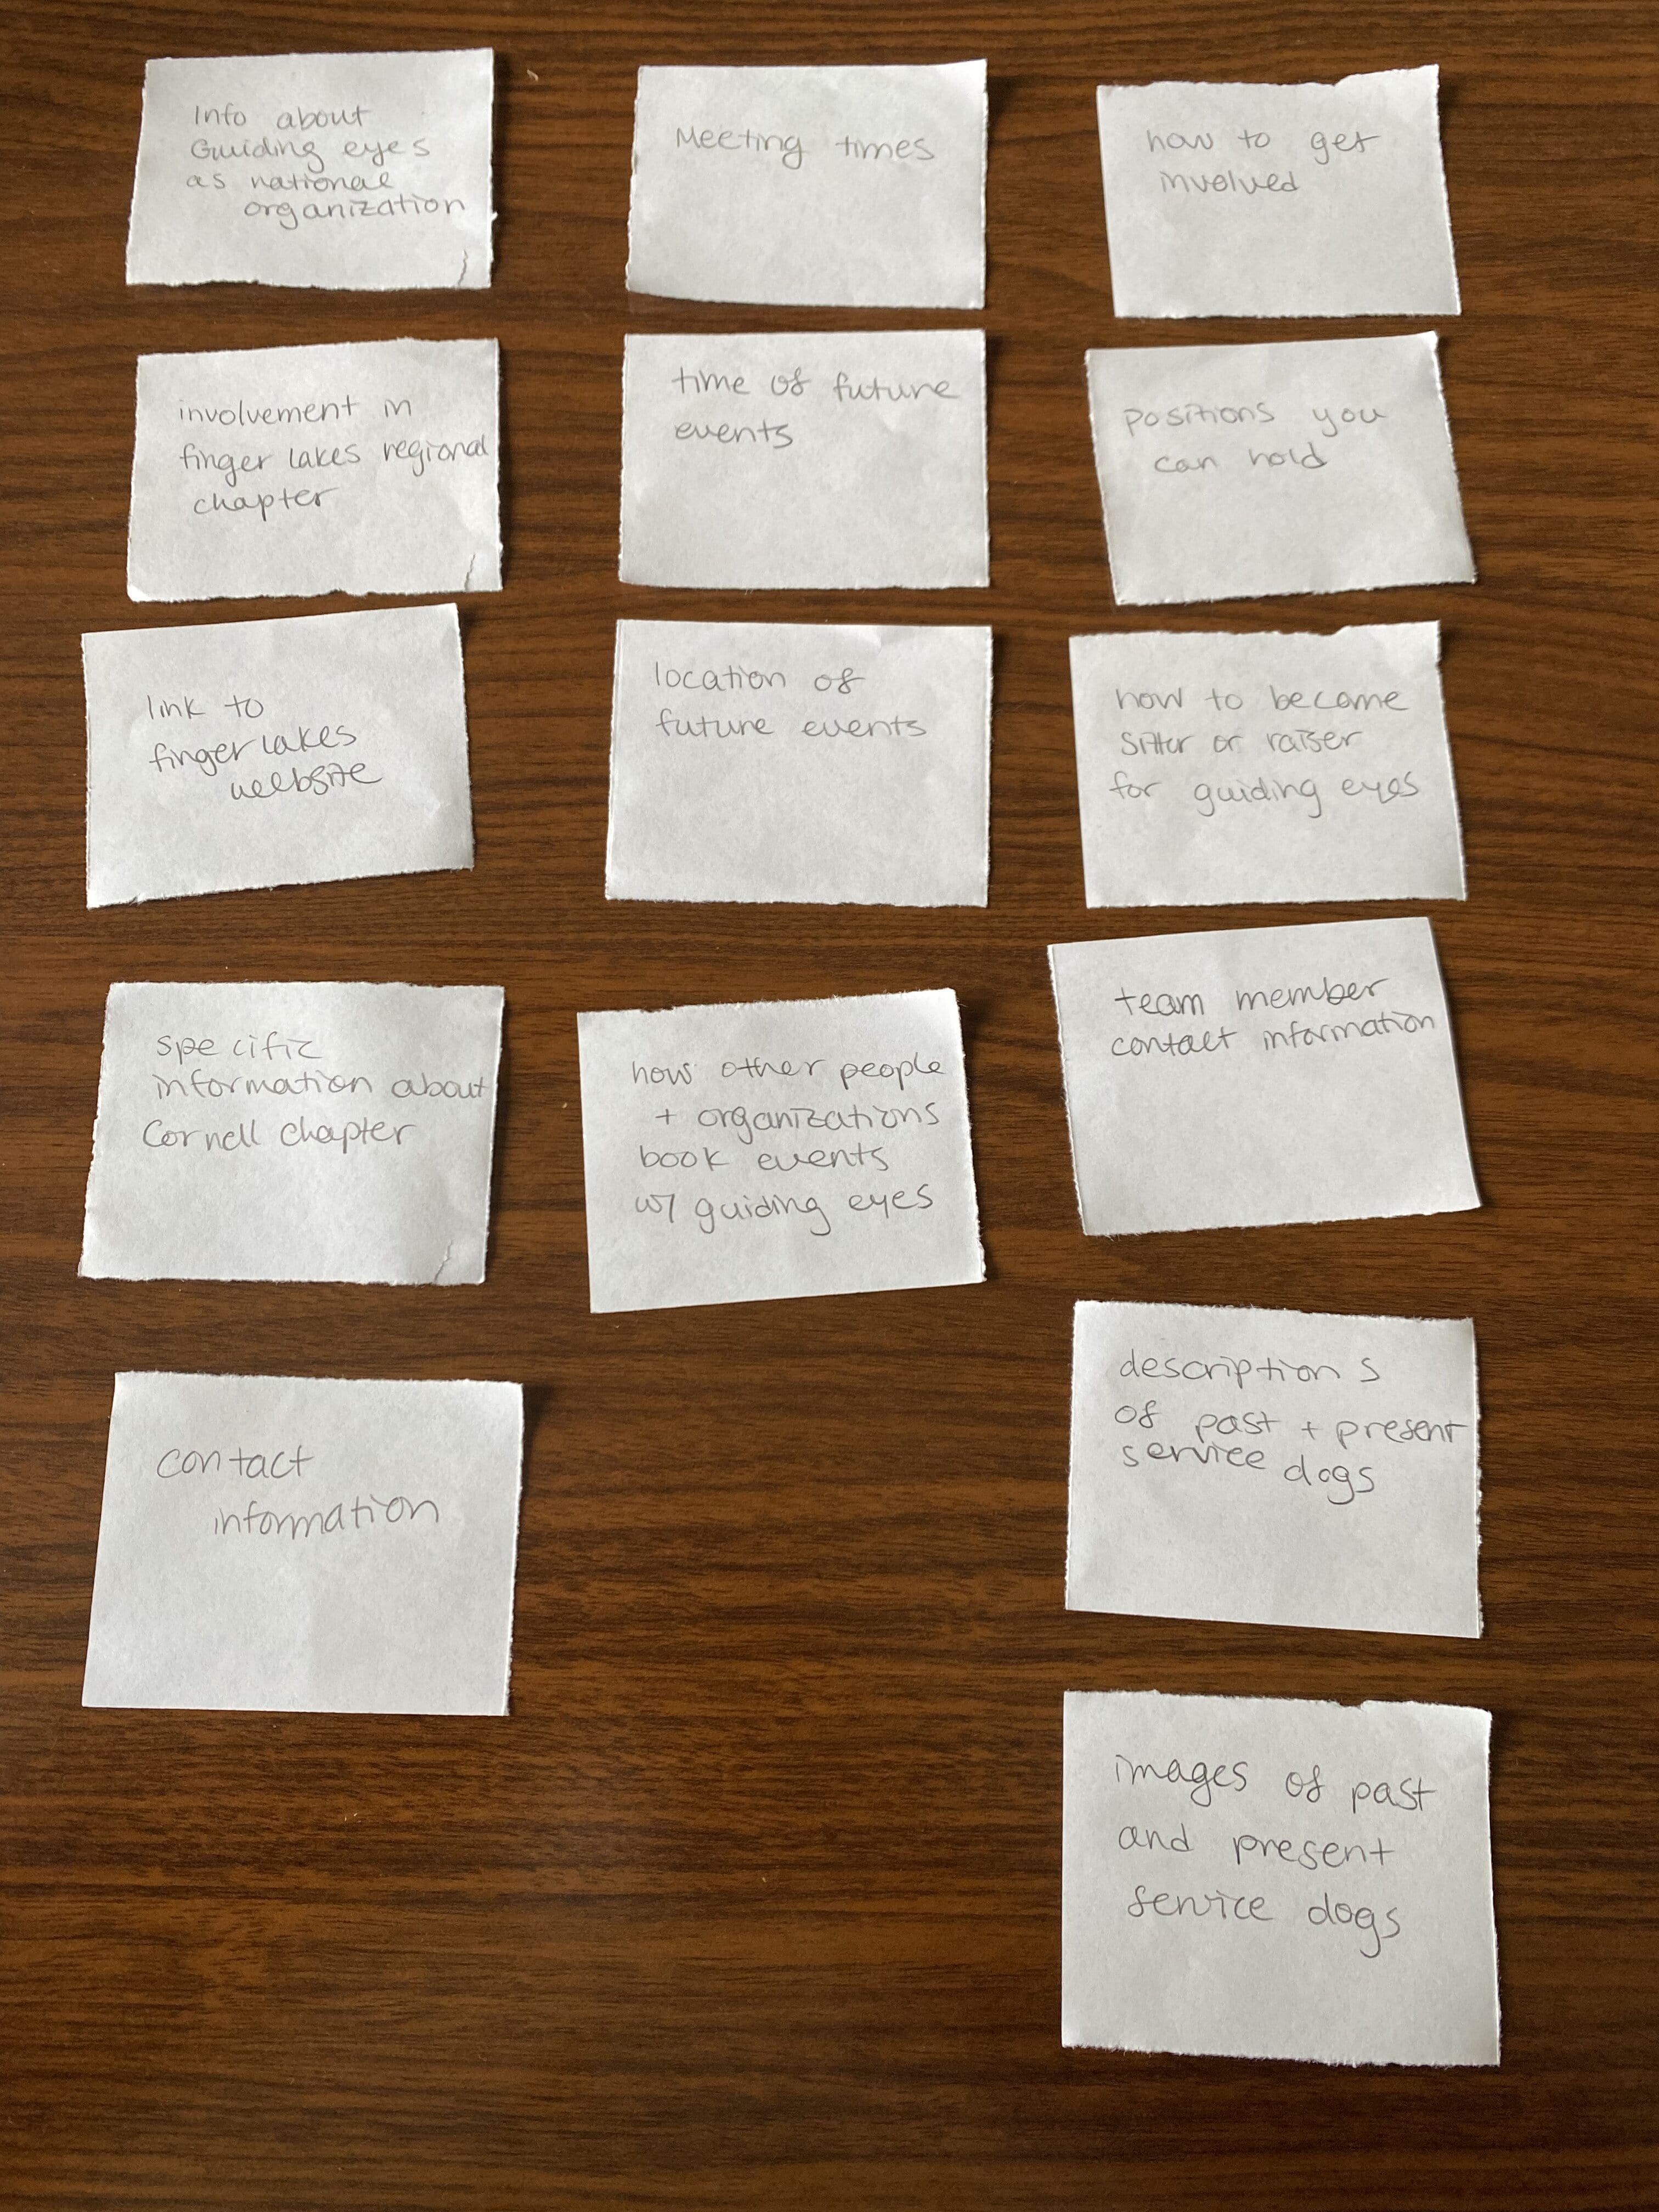 Info about
Guiding eyes
as national
organization
involvement in
finger lakes regional
chapter
link to
finger lakes
website
specific
information about
Cornell chapter
contact
information
Meeting times
time of future
events
location of
future events
how other people
+ organizations
book events
w/ guiding eyes
how to get
involved
positions you
can hold
how to become
sitter or raiser
for guiding eyes
team member
contact information
descriptions
of past + present
service dogs
images of past
and present
service dogs